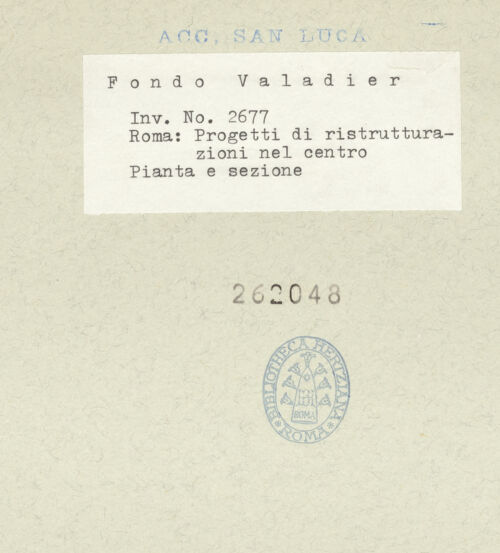 ACC. SAN LUCA
Fondo Valadier
Inv. No. 2677
Roma: Progetti di ristruttura-
zioni nel centro
Pianta e sezione
262048
BIBLIOTHECA HERTZIANA
ROMA
ROMA